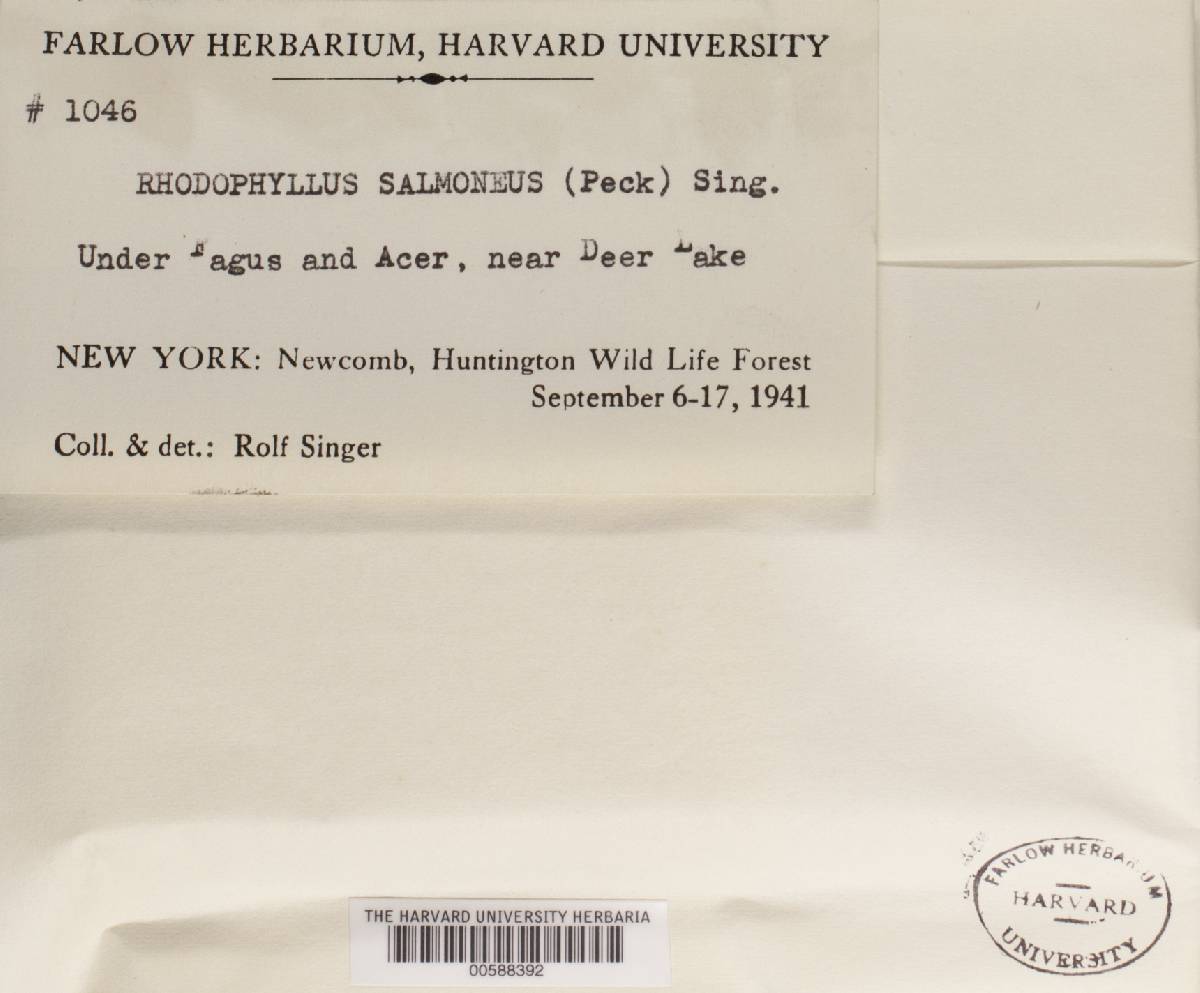 FARLOW HERBARIUM, HARVARD UNIVERSITY
# 1046
RHODOPHYLLUS SALMONEUS (Peck) Sing.
Under Fagus and Acer, near Deer Lake
NEW YORK: Newcomb, Huntington Wild Life Forest
September 6-17, 1941
Coll. & det.: Rolf Singer
THE HARVARD UNIVERSITY HERBARIA
00588392
FARLOW HERBARIUM
HARVARD
UNIVERSITY